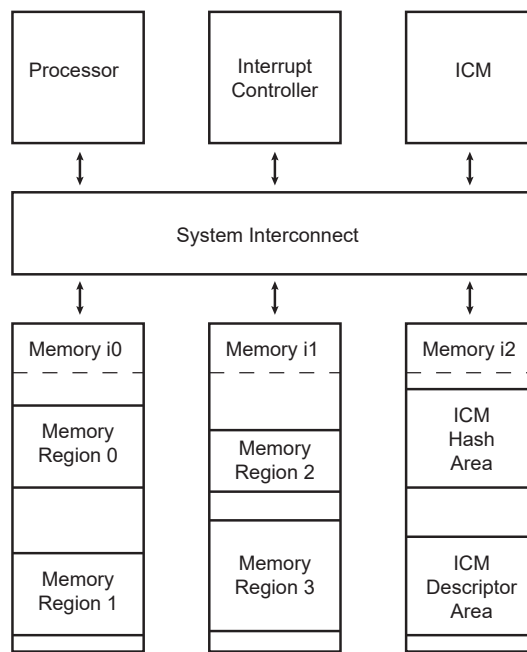 Processor
Interrupt
Controller
ICM
System Interconnect
Memory i0
Memory i1
Memory i2
Memory
Region 0
Memory
Region 2
ICM
Hash
Area
Memory
Region 1
Memory
Region 3
ICM
Descriptor
Area